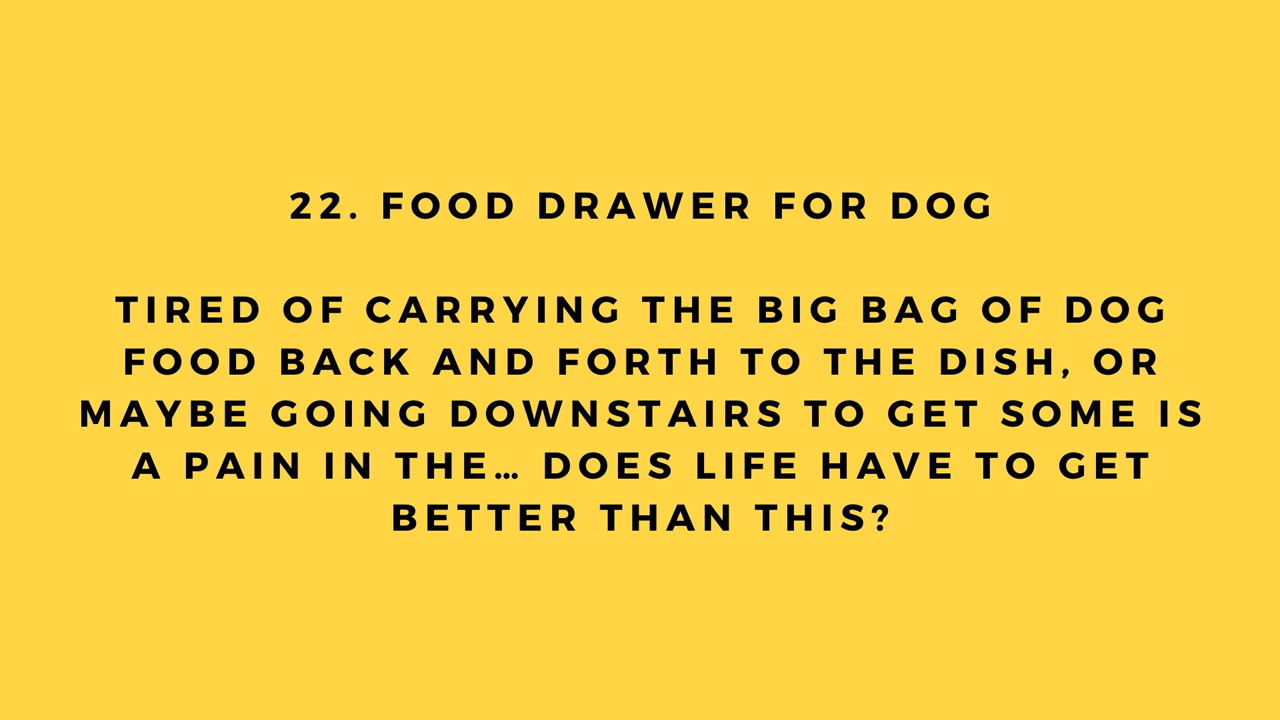 22. FOOD DRAWER FOR DOG
TIRED OF CARRYING THE BIG BAG OF DOG
FOOD BACK AND FORTH TO THE DISH, OR
MAYBE GOING DOWNSTAIRS TO GET SOME IS
A PAIN IN THE… DOES LIFE HAVE TO GET
BETTER THAN THIS?